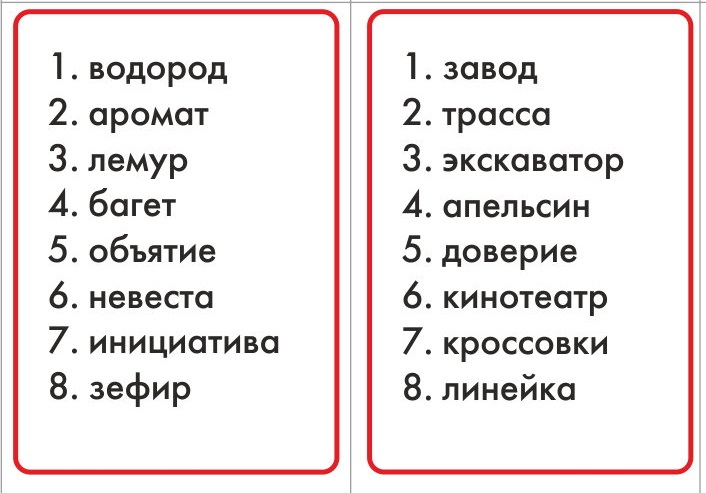 1. водород
2. аромат
3. лемур
4. багет
5. объятие
6. невеста
7. инициатива
8. зефир
1. завод
2. трасса
3. экскаватор
4. апельсин
5. доверие
6. кинотеатр
7. кроссовки
8. линейка